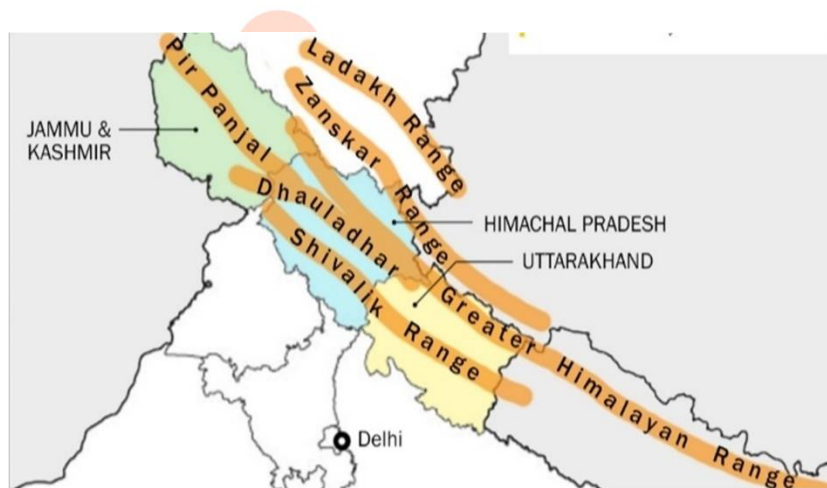 Ladakh Range
Pir Panjal
Zanskar Range
JAMMU &
KASHMIR
Dhauladhar
HIMACHAL PRADESH
Shivalik Range
UTTARAKHAND
Greater Himalayan Range
Delhi